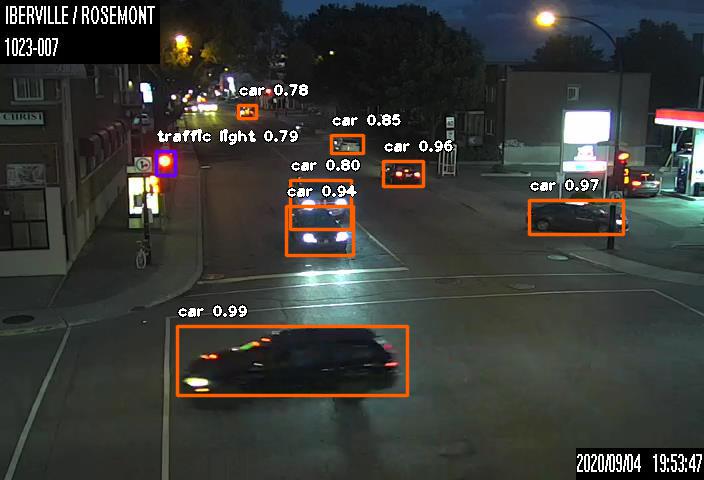 IBERVILLE / ROSEMONT
1023-007
car 0.78
car 0.85
traffic light 0.79
car 0.96
car 0.80
car 0.94
car 0.97
CHRIST
car 0.99
2020/09/04 19:53:47